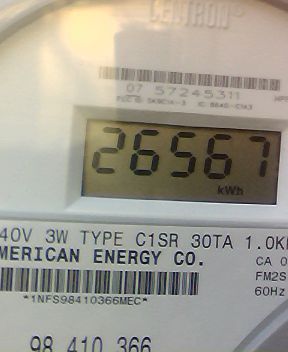 CENTRON®
07 57245311
26567
kWh
40V 3W TYPE C1SR 30TA 1.0K
MERICAN ENERGY CO.
CA 0
FM2S
60Hz
*1NFS98410366MEC*
98 410 366